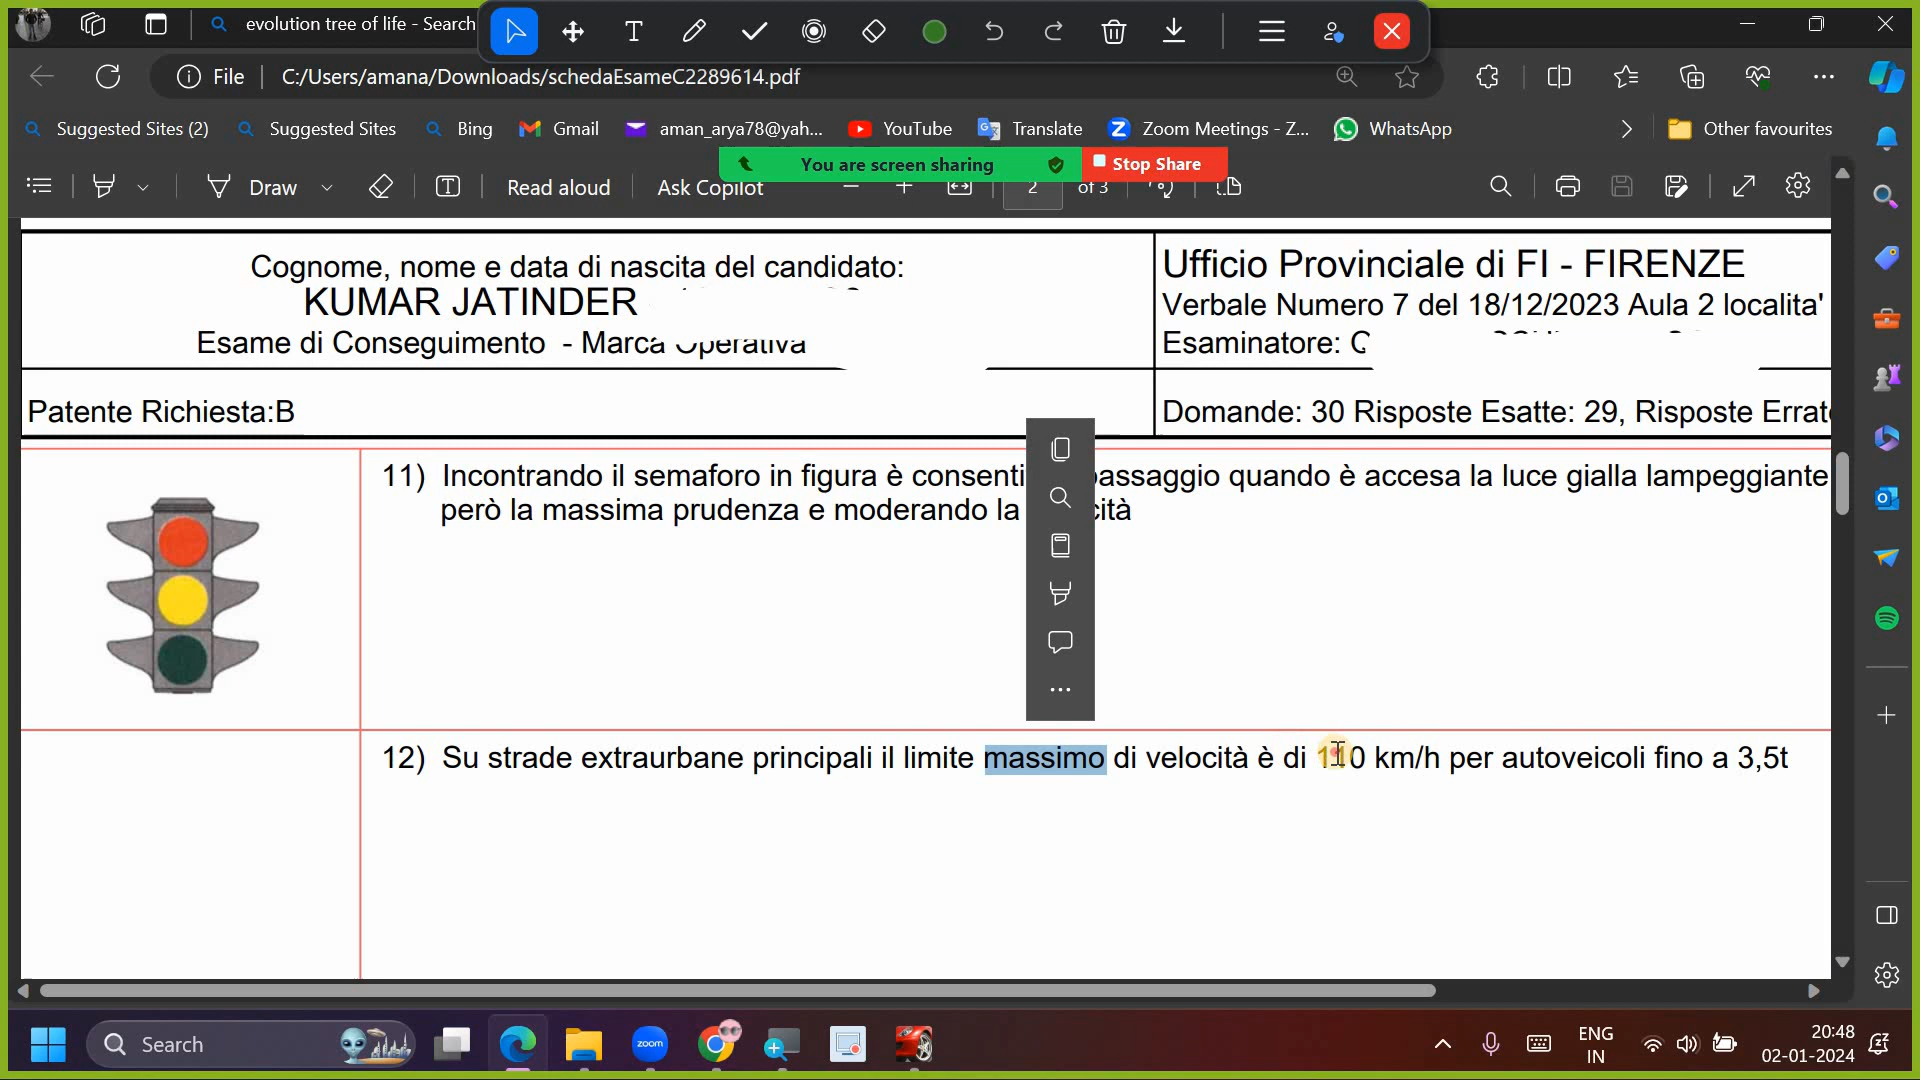 evolution tree of life - Search
T
File
C:/Users/amana/Downloads/schedaEsameC2289614.pdf
Suggested Sites (2)
Suggested Sites
Bing
Gmail
aman_arya78@yah...
YouTube
Translate
Zoom Meetings - Z...
WhatsApp
Other favourites
You are screen sharing
Stop Share
Draw
Read aloud
Ask Copilot
2
of 3
Cognome, nome e data di nascita del candidato:
KUMAR JATINDER
Esame di Conseguimento - Marca Operativa
Ufficio Provinciale di FI - FIRENZE
Verbale Numero 7 del 18/12/2023 Aula 2 localita'
Esaminatore:
Patente Richiesta:B
Domande: 30 Risposte Esatte: 29, Risposte Errat
11) Incontrando il semaforo in figura è consenti assaggio quando è accesa la luce gialla lampeggiante
però la massima prudenza e moderando la cità
12) Su strade extraurbane principali il limite massimo di velocità è di 110 km/h per autoveicoli fino a 3,5t
Search
zoom
ENG
IN
20:48
02-01-2024